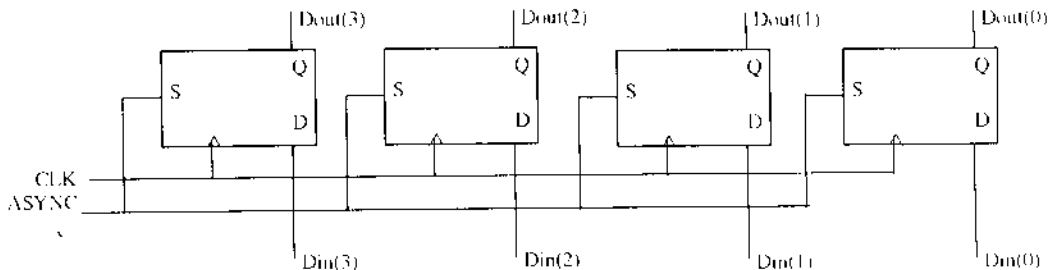 Dout(3) Dout(2) Dout(1) Dout(0)
Q Q Q Q
S S S S
D D D D
CLK
ASYNC
Din(3) Din(2) Din(1) Din(0)